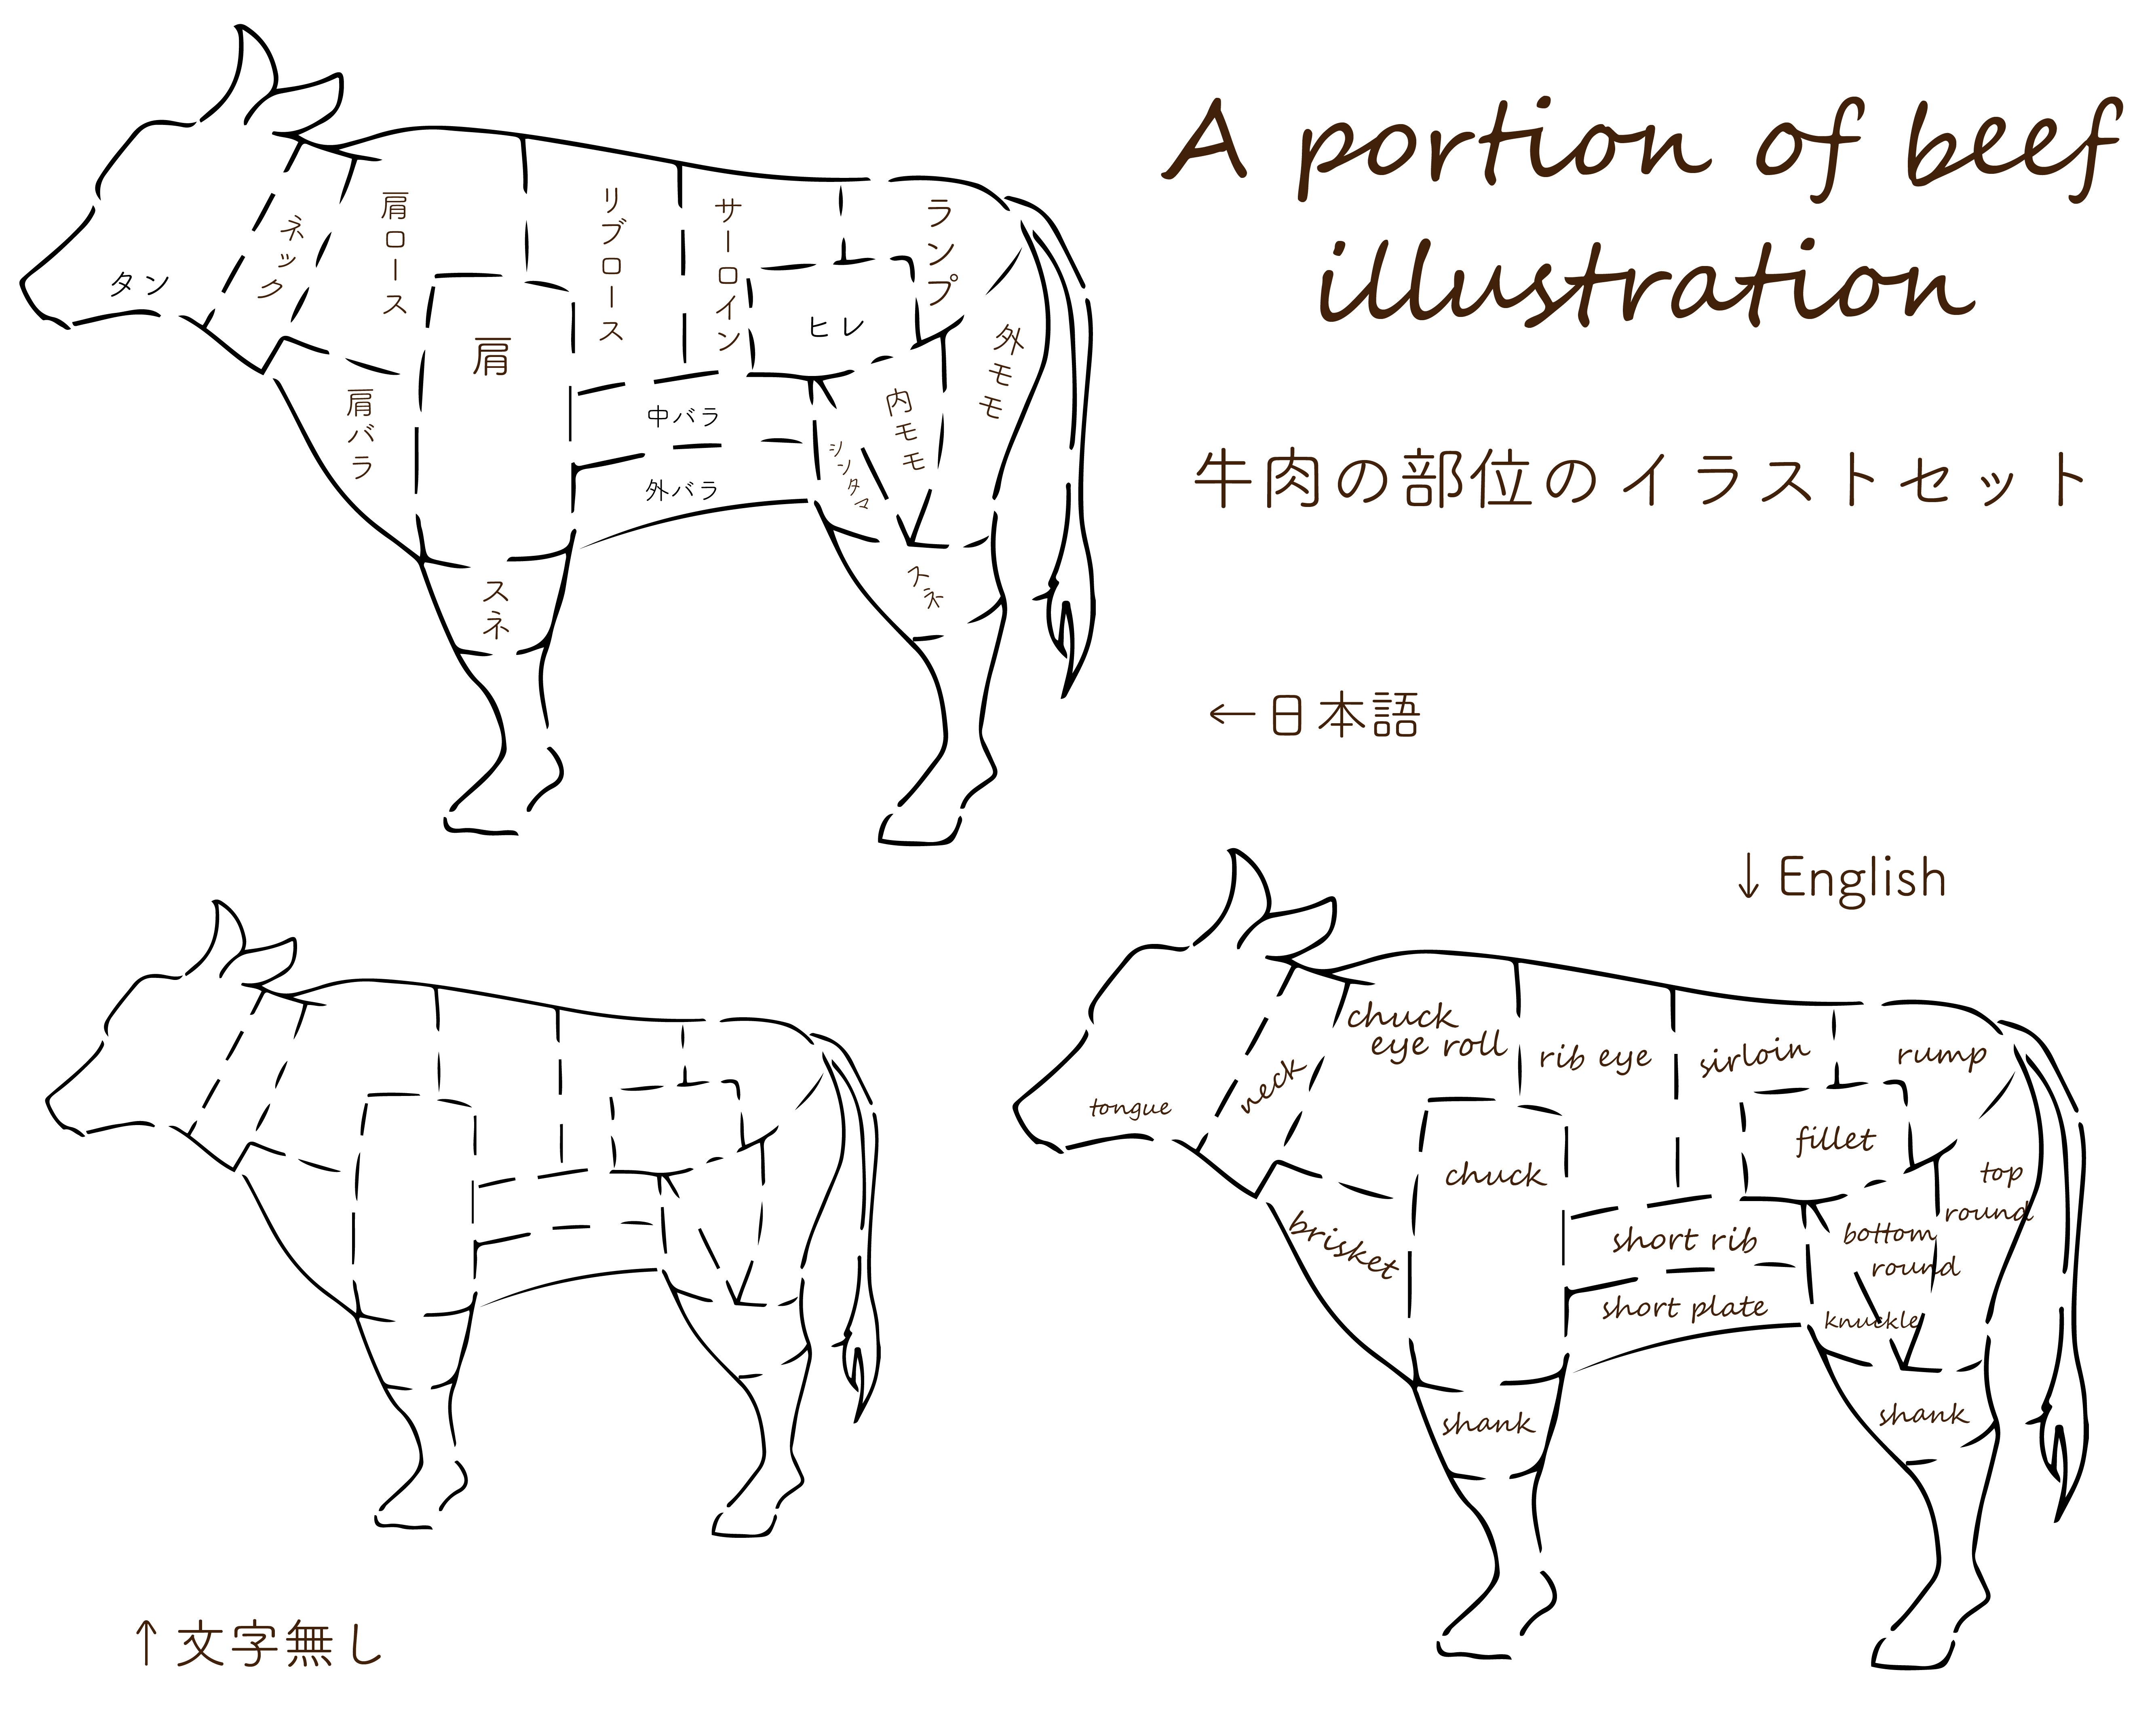 A portion of beef
illustration
牛肉の部位のイラストセット
←日本語
タン
ネック
肩ロース
肩バラ
肩
リブロース
サーロイン
ヒレ
ランプ
外モモ
内モモ
シンタマ
中バラ
外バラ
スネ
スネ
↓English
tongue
neck
chuck
eye roll
rib eye
sirloin
rump
fillet
chuck
brisket
short rib
short plate
top
round
bottom
round
knuckle
shank
shank
↑文字無し